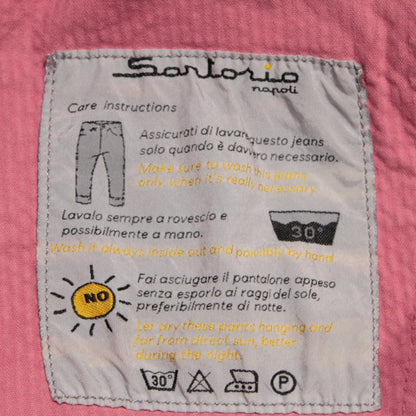 Sartorio
napoli
Care instructions
Assicurati di lavare questo jeans
solo quando è davvero necessario.
Make sure to wash this jeans
only when it's really necessary.
Lavalo sempre a rovescio e
possibilmente a mano.
30°
Wash it always inside out and possibly by hand
NO
Fai asciugare il pantalone appeso
senza esporlo ai raggi del sole,
preferibilmente di notte.
Let dry these pants hanging and
far from direct sun, better
during the night.
30° P